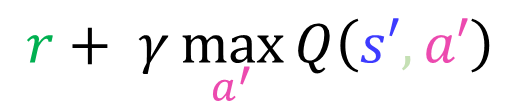 r + γ max Q(s′, a′)
a′